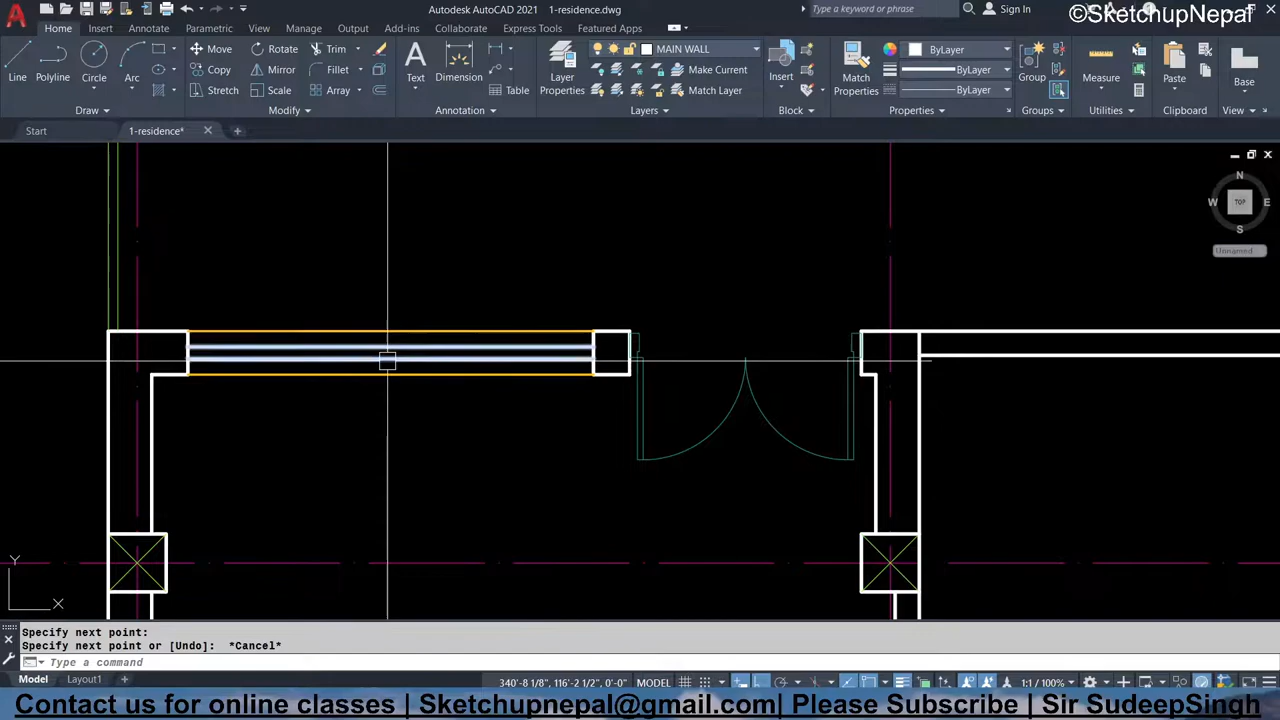 Autodesk AutoCAD 2021 1-residence.dwg
Type a keyword or phrase
Sign In
©SketchupNepal
Home Insert Annotate Parametric View Manage Output Add-ins Collaborate Express Tools Featured Apps
Line
Polyline
Circle
Arc
Move
Rotate
Trim
Copy
Mirror
Fillet
Stretch
Scale
Array
Text
Dimension
Table
Layer
Properties
MAIN WALL
Make Current
Match Layer
Insert
Match
Properties
ByLayer
ByLayer
ByLayer
Group
Measure
Paste
Base
Draw
Modify
Annotation
Layers
Block
Properties
Groups
Utilities
Clipboard
View
Start
1-residence*
N
W TOP E
S
Unnamed
Y
X
Specify next point:
Specify next point or [Undo]: *Cancel*
Type a command
Model Layout1
340'-8 1/8", 116'-2 1/2", 0'-0" MODEL
1:1 / 100%
Contact us for online classes | Sketchupnepal@gmail.com| Please Subscribe | Sir SudeepSingh